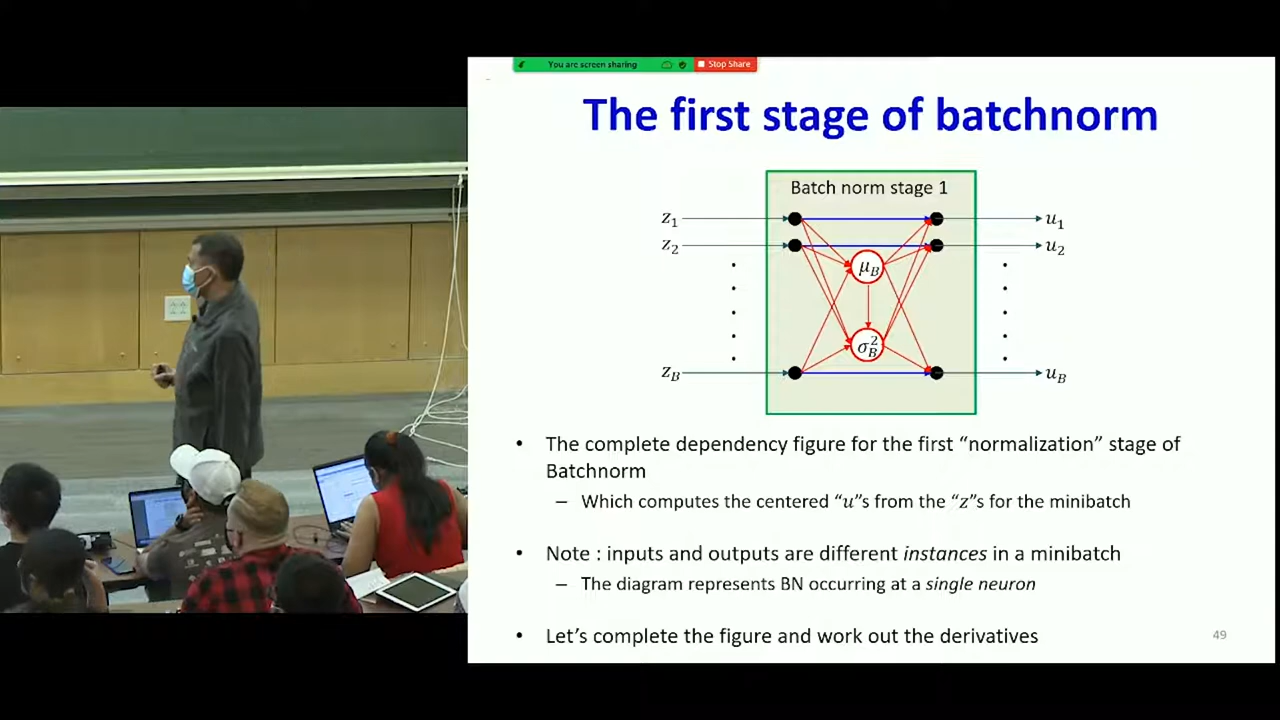 You are screen sharing
Stop Share
The first stage of batchnorm
Batch norm stage 1
z₁
u₁
z₂
u₂
μ_B
σ²_B
z_B
u_B
• The complete dependency figure for the first “normalization” stage of
Batchnorm
– Which computes the centered “u”s from the “z”s for the minibatch
• Note : inputs and outputs are different instances in a minibatch
– The diagram represents BN occurring at a single neuron
• Let’s complete the figure and work out the derivatives
49